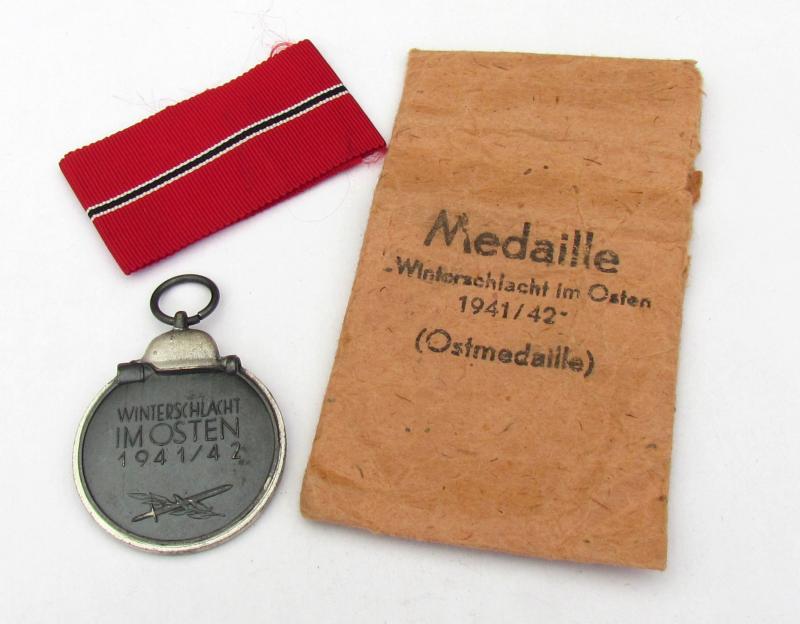 Medaille
-Winterschlacht im Osten
1941/42-
(Ostmedaille)
WINTERSCHLACHT
IM OSTEN
1941/42